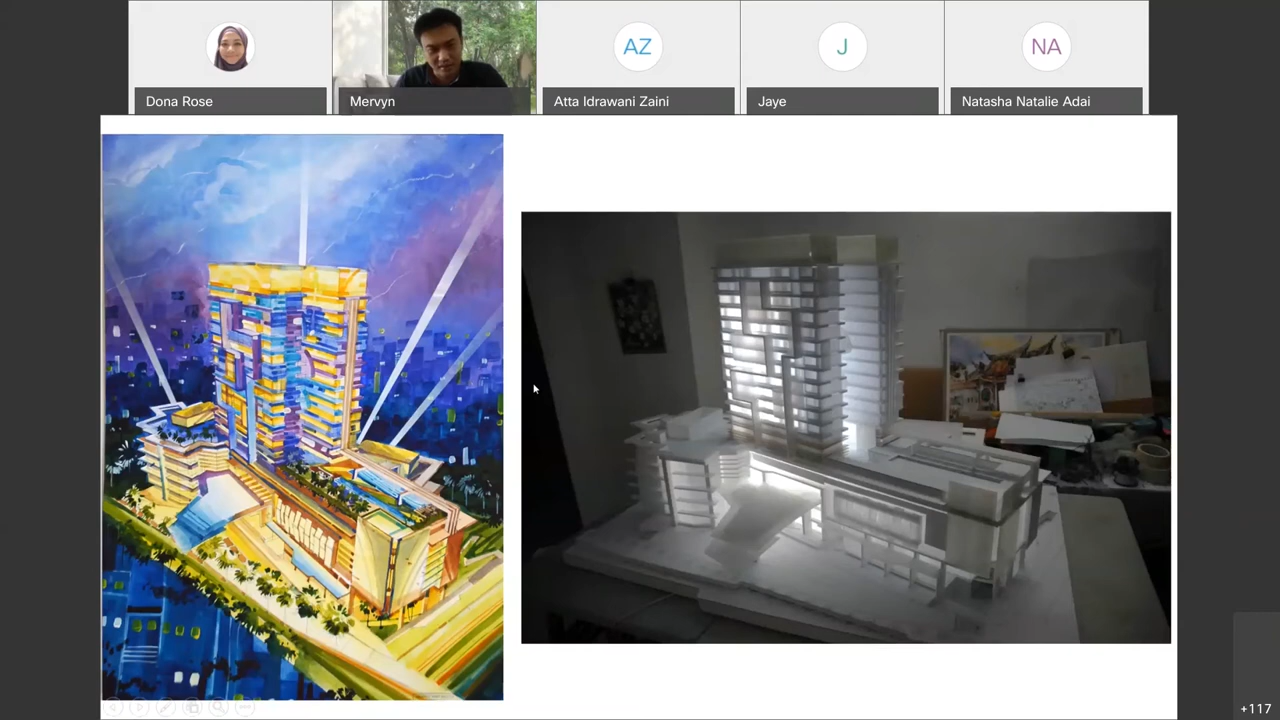 AZ
J
NA
Dona Rose
Mervyn
Atta Idrawani Zaini
Jaye
Natasha Natalie Adai
+117